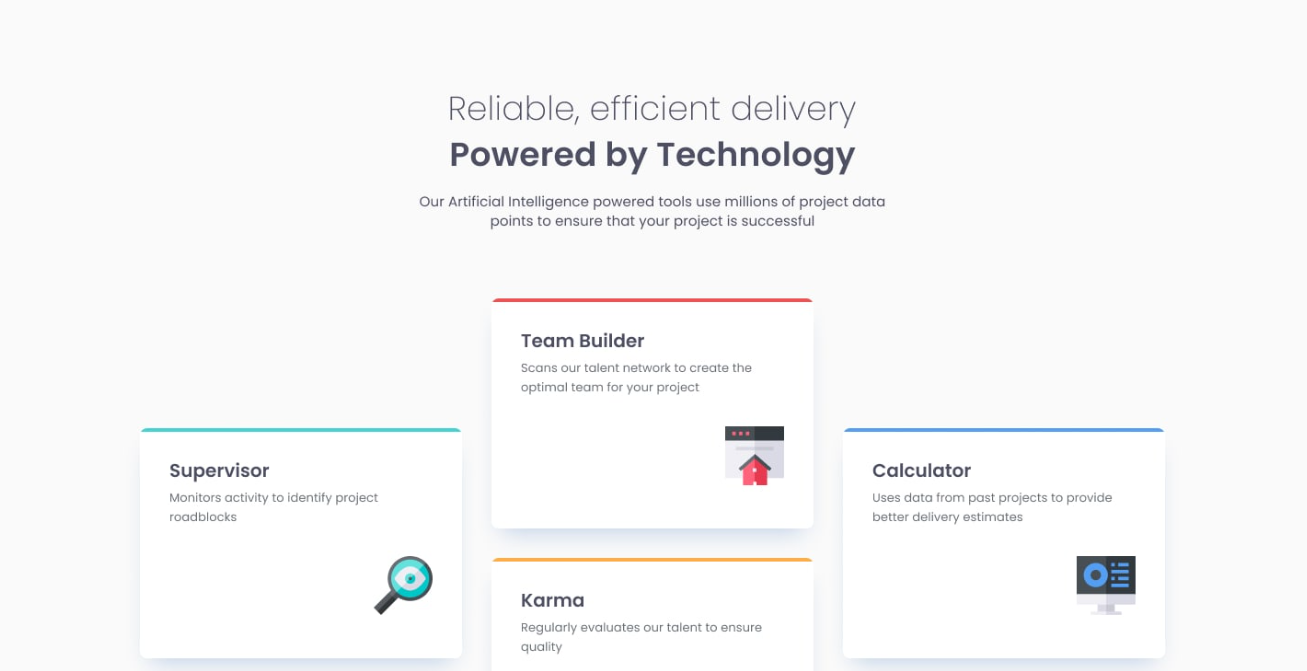 Reliable, efficient delivery
Powered by Technology
Our Artificial Intelligence powered tools use millions of project data
points to ensure that your project is successful
Team Builder
Scans our talent network to create the
optimal team for your project
Supervisor
Monitors activity to identify project
roadblocks
Calculator
Uses data from past projects to provide
better delivery estimates
Karma
Regularly evaluates our talent to ensure
quality